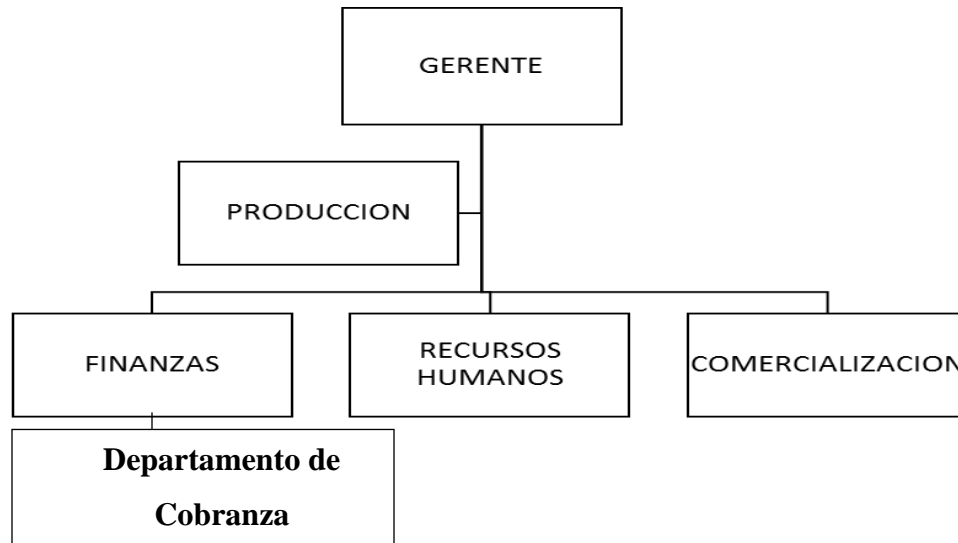 GERENTE
PRODUCCION
FINANZAS
RECURSOS
HUMANOS
COMERCIALIZACION
Departamento de
Cobranza